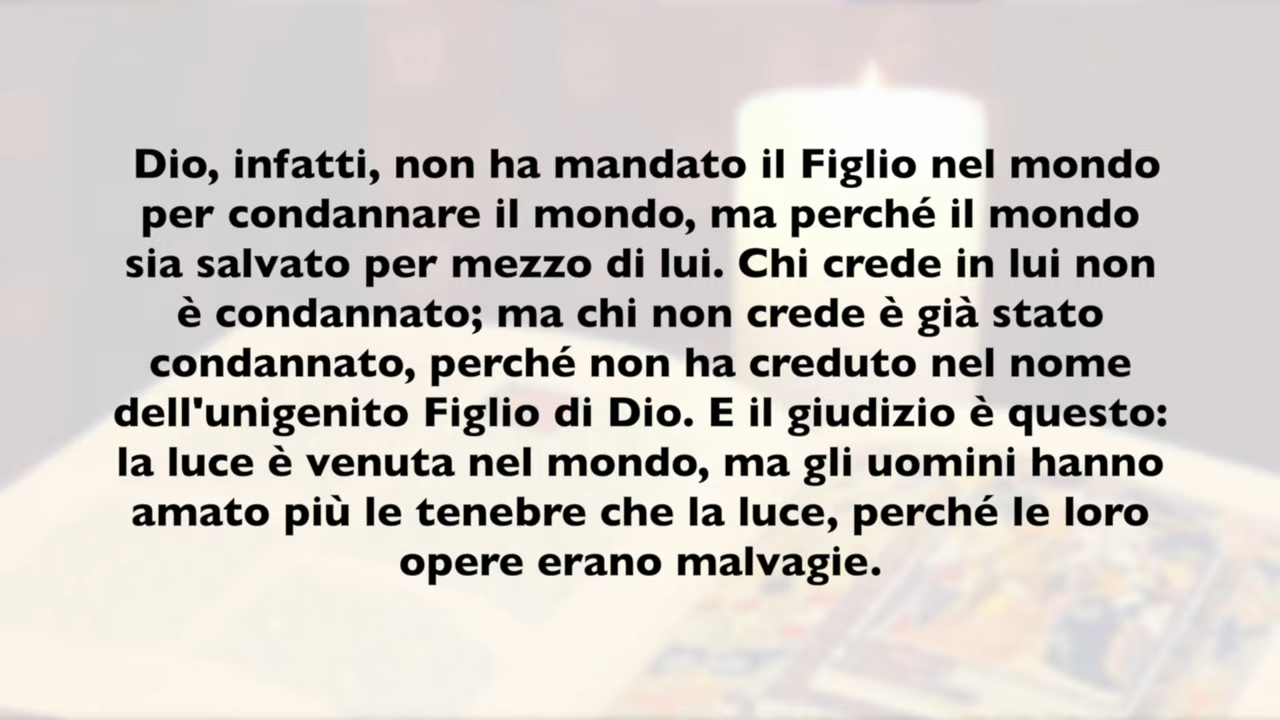 Dio, infatti, non ha mandato il Figlio nel mondo
per condannare il mondo, ma perché il mondo
sia salvato per mezzo di lui. Chi crede in lui non
è condannato; ma chi non crede è già stato
condannato, perché non ha creduto nel nome
dell'unigenito Figlio di Dio. E il giudizio è questo:
la luce è venuta nel mondo, ma gli uomini hanno
amato più le tenebre che la luce, perché le loro
opere erano malvagie.